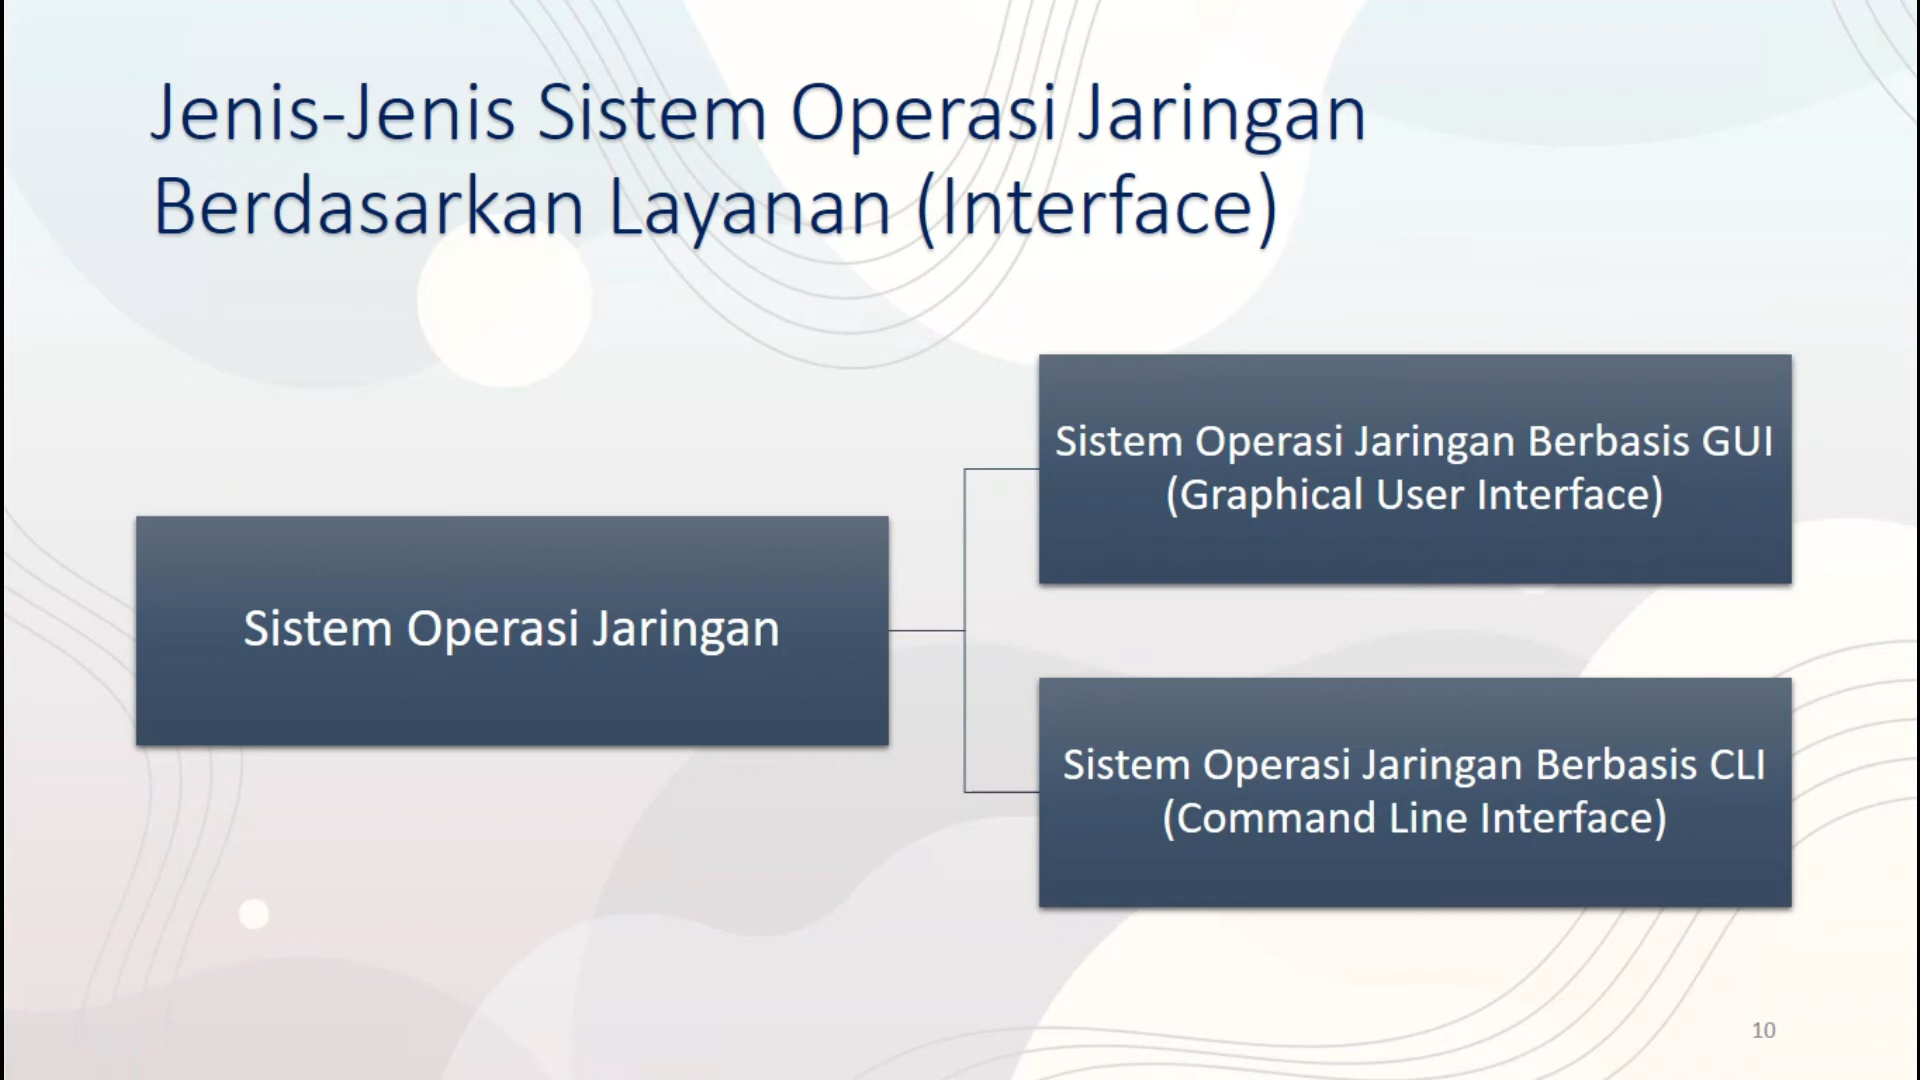 Jenis-Jenis Sistem Operasi Jaringan
Berdasarkan Layanan (Interface)
Sistem Operasi Jaringan
Sistem Operasi Jaringan Berbasis GUI
(Graphical User Interface)
Sistem Operasi Jaringan Berbasis CLI
(Command Line Interface)
10